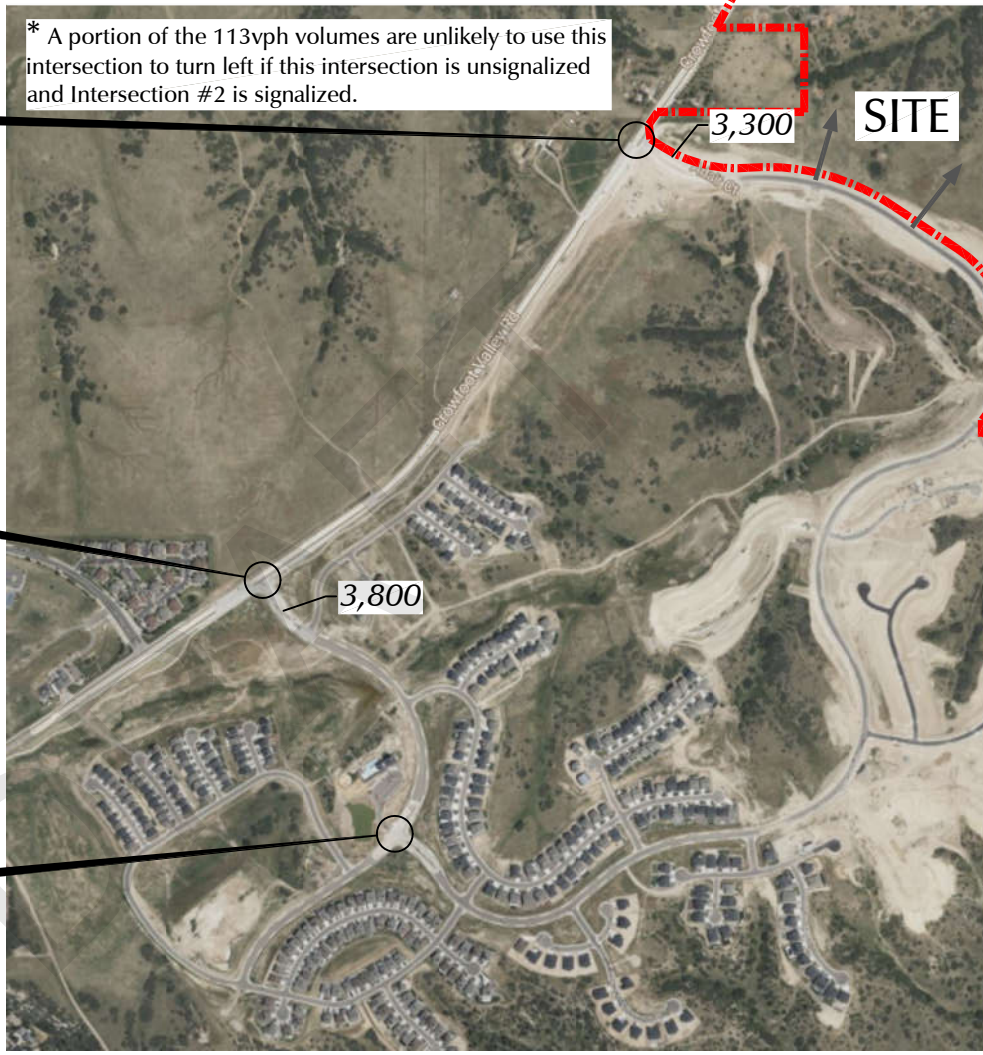 * A portion of the 113vph volumes are unlikely to use this
intersection to turn left if this intersection is unsignalized
and Intersection #2 is signalized.
3,300
SITE
Crowfoot Valley Rd
3,800